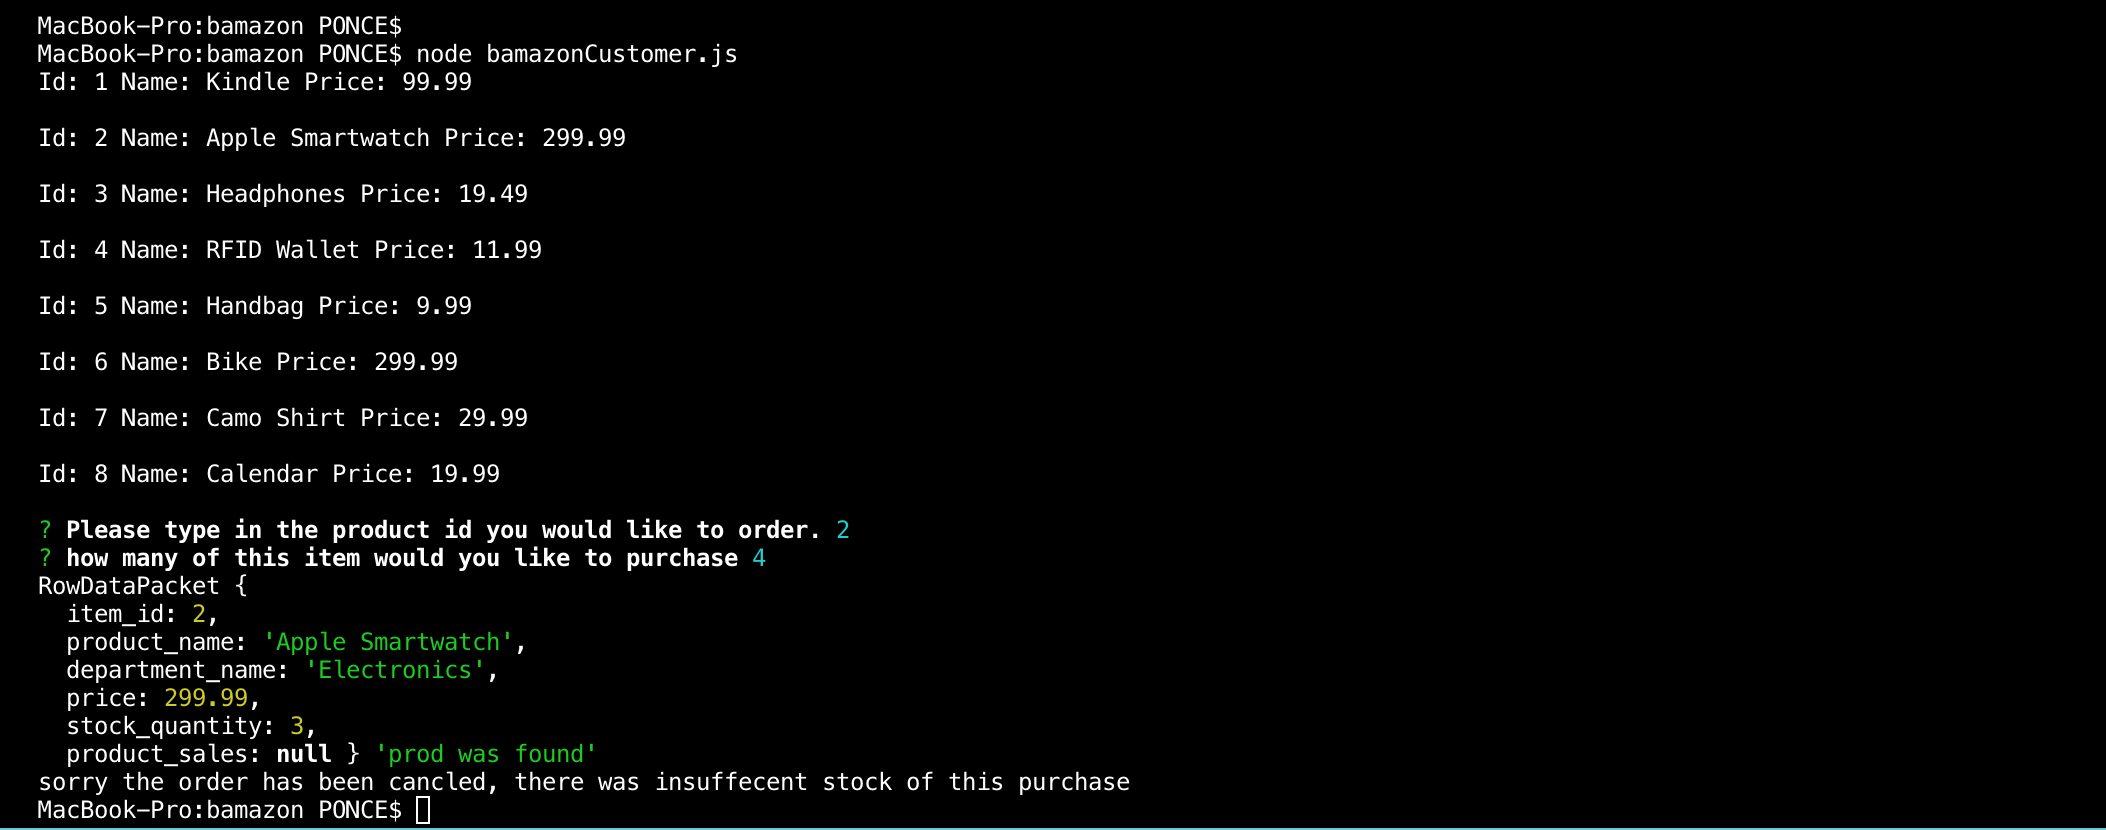 MacBook-Pro:bamazon PONCE$
MacBook-Pro:bamazon PONCE$ node bamazonCustomer.js
Id: 1 Name: Kindle Price: 99.99
Id: 2 Name: Apple Smartwatch Price: 299.99
Id: 3 Name: Headphones Price: 19.49
Id: 4 Name: RFID Wallet Price: 11.99
Id: 5 Name: Handbag Price: 9.99
Id: 6 Name: Bike Price: 299.99
Id: 7 Name: Camo Shirt Price: 29.99
Id: 8 Name: Calendar Price: 19.99
? Please type in the product id you would like to order. 2
? how many of this item would you like to purchase 4
RowDataPacket {
  item_id: 2,
  product_name: 'Apple Smartwatch',
  department_name: 'Electronics',
  price: 299.99,
  stock_quantity: 3,
  product_sales: null } 'prod was found'
sorry the order has been cancled, there was insuffecent stock of this purchase
MacBook-Pro:bamazon PONCE$